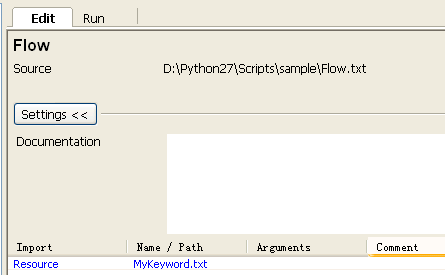 Edit Run
Flow
Source D:\Python27\Scripts\sample\Flow.txt
Settings <<
Documentation
Import Name / Path Arguments Comment
Resource MyKeyword.txt